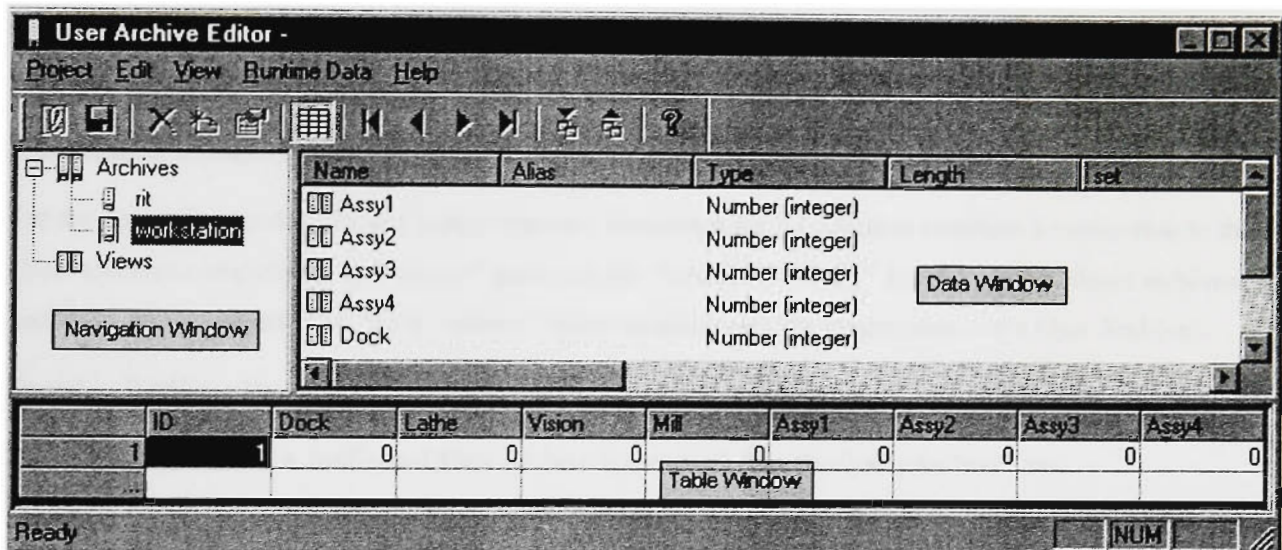 User Archive Editor -
Project Edit View Runtime Data Help
Archives
rit
workstation
Views
Navigation Window
Name Alias Type Length set
Assy1 Number (integer)
Assy2 Number (integer)
Assy3 Number (integer)
Assy4 Number (integer)
Dock Number (integer)
Data Window
ID Dock Lathe Vision Mill Assy1 Assy2 Assy3 Assy4
1 1 0 0 0 0 0 0 0 0
...
Table Window
Ready NUM